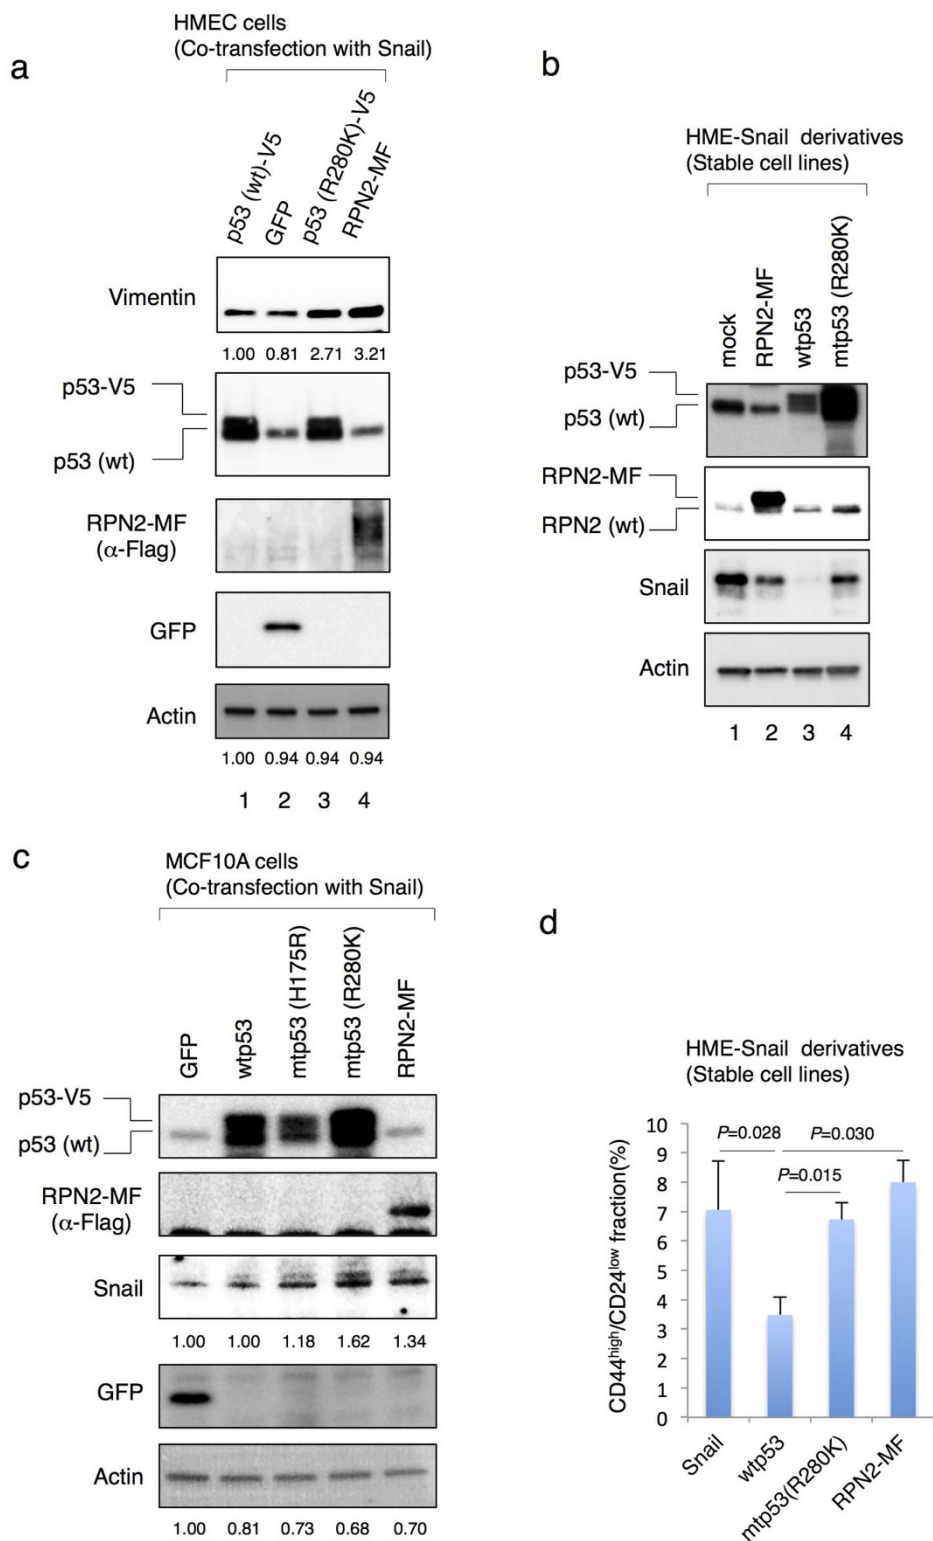 a
HMEC cells
(Co-transfection with Snail)
p53 (wt)-V5
GFP
p53 (R280K)-V5
RPN2-MF
Vimentin
1.00 0.81 2.71 3.21
p53-V5
p53 (wt)
RPN2-MF
(α-Flag)
GFP
Actin
1.00 0.94 0.94 0.94
1 2 3 4
b
HME-Snail derivatives
(Stable cell lines)
mock
RPN2-MF
wtp53
mtp53 (R280K)
p53-V5
p53 (wt)
RPN2-MF
RPN2 (wt)
Snail
Actin
1 2 3 4
c
MCF10A cells
(Co-transfection with Snail)
GFP
wtp53
mtp53 (H175R)
mtp53 (R280K)
RPN2-MF
p53-V5
p53 (wt)
RPN2-MF
(α-Flag)
Snail
1.00 1.00 1.18 1.62 1.34
GFP
Actin
1.00 0.81 0.73 0.68 0.70
d
HME-Snail derivatives
(Stable cell lines)
CD44high/CD24low fraction(%)
10
9
8
7
6
5
4
3
2
1
0
P=0.028
P=0.030
P=0.015
Snail
wtp53
mtp53(R280K)
RPN2-MF